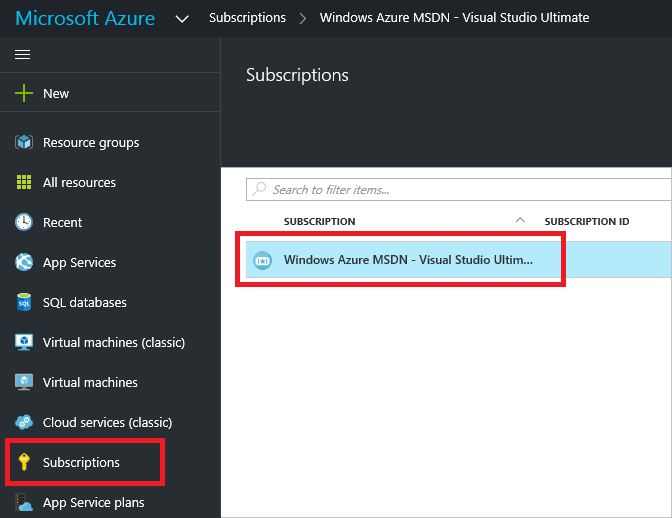 Microsoft Azure Subscriptions Windows Azure MSDN - Visual Studio Ultimate
Subscriptions
New
Resource groups
All resources
Recent
App Services
SQL databases
Virtual machines (classic)
Virtual machines
Cloud services (classic)
Subscriptions
App Service plans
Search to filter items...
SUBSCRIPTION SUBSCRIPTION ID
Windows Azure MSDN - Visual Studio Ultim...